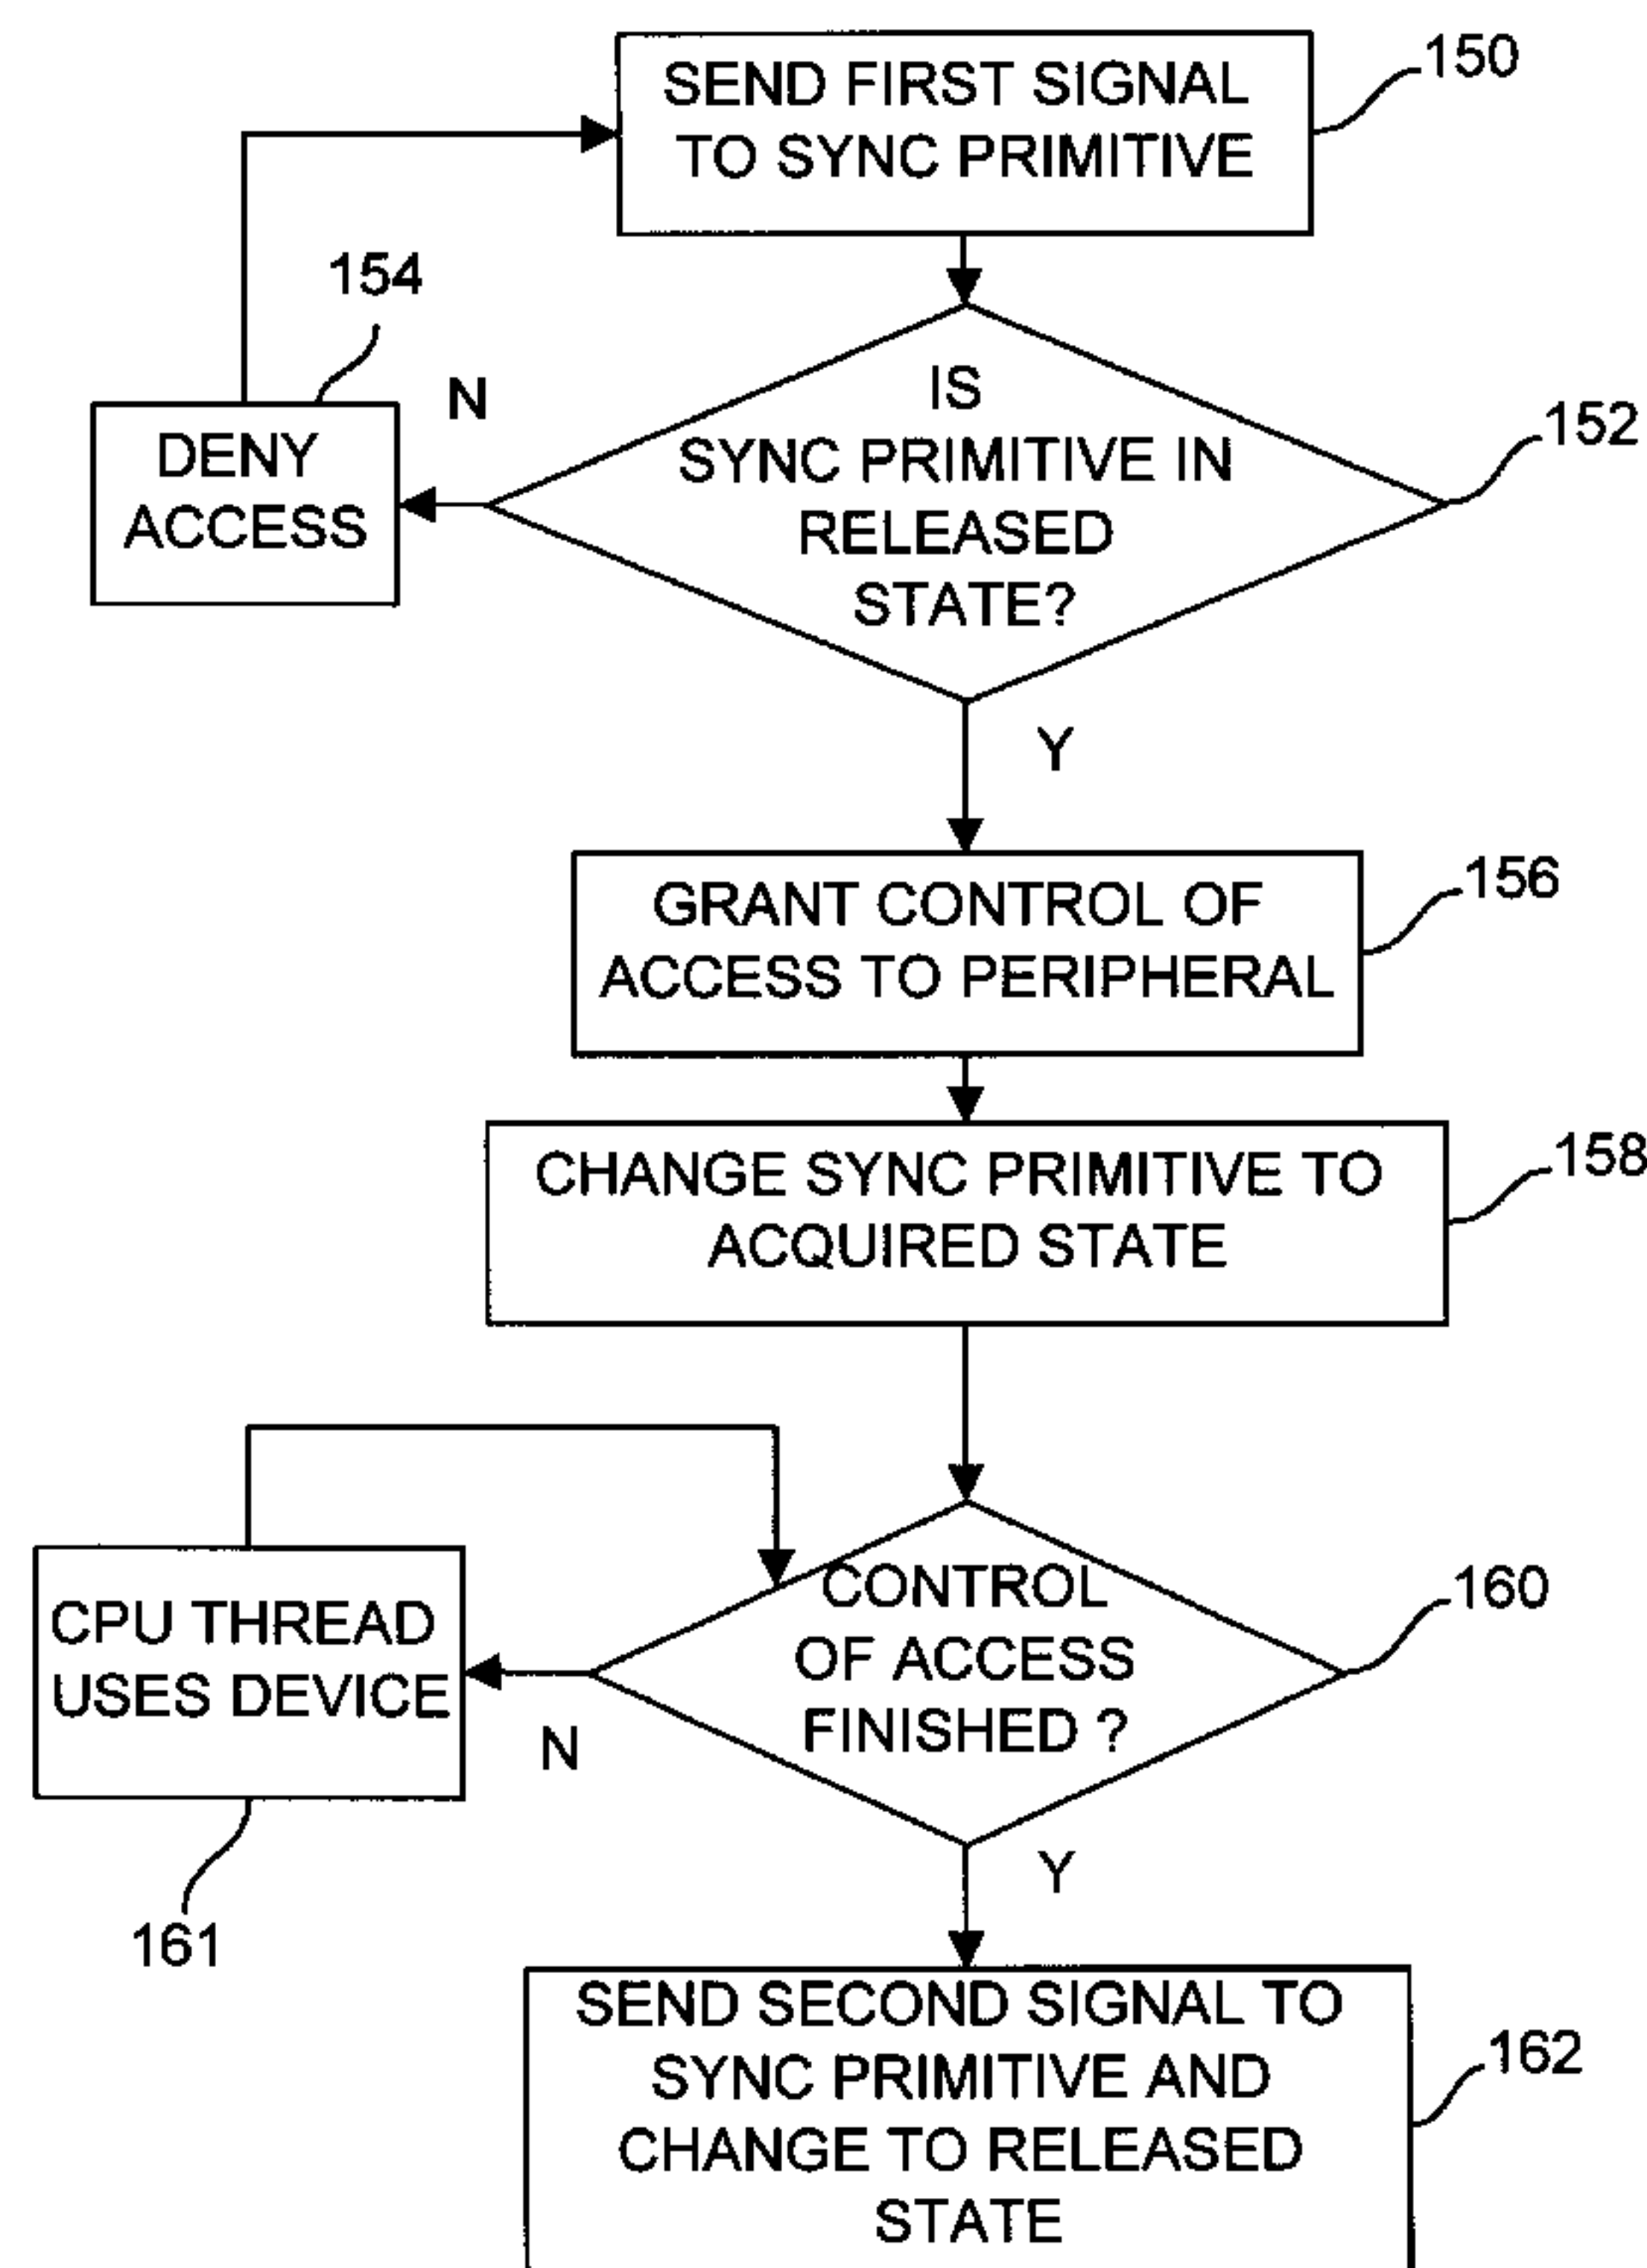 SEND FIRST SIGNAL
TO SYNC PRIMITIVE
150
154
N
IS
SYNC PRIMITIVE IN
RELEASED
STATE?
152
DENY
ACCESS
Y
GRANT CONTROL OF
ACCESS TO PERIPHERAL
156
CHANGE SYNC PRIMITIVE TO
ACQUIRED STATE
158
CONTROL
OF ACCESS
FINISHED ?
160
CPU THREAD
USES DEVICE
N
161
Y
SEND SECOND SIGNAL TO
SYNC PRIMITIVE AND
CHANGE TO RELEASED
STATE
162